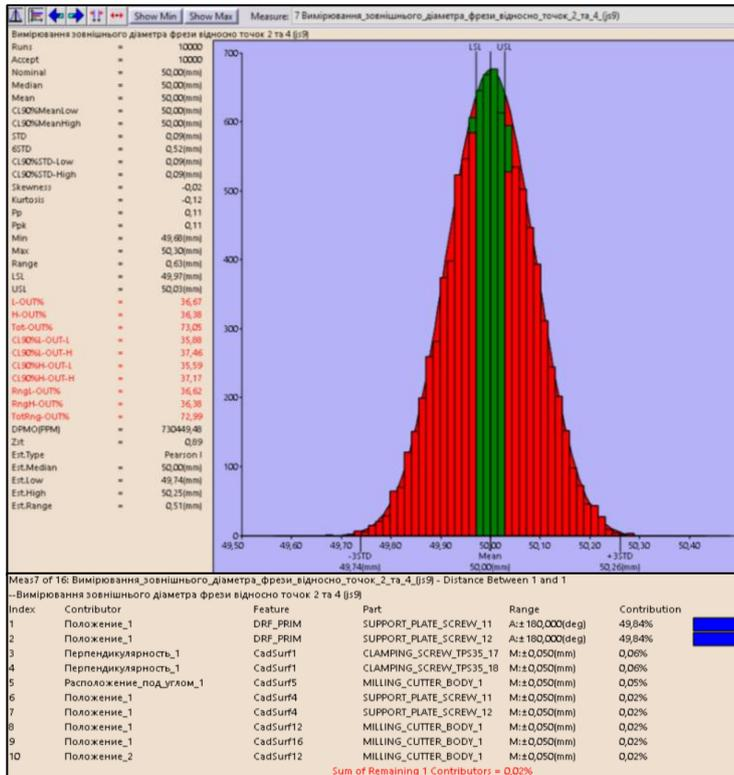 Show Min Show Max Measure: 7 Вимірювання_зовнішнього_діаметра_фрези_відносно_точок_2_та_4_(js9)
Вимірювання зовнішнього діаметра фрези відносно точок 2 та 4 (js9)
Runs = 10000
Accept = 10000
Nominal = 50,00(mm)
Median = 50,00(mm)
Mean = 50,00(mm)
CL90%MeanLow = 50,00(mm)
CL90%MeanHigh = 50,00(mm)
STD = 0,09(mm)
6STD = 0,52(mm)
CL90%STD-Low = 0,09(mm)
CL90%STD-High = 0,09(mm)
Skewness = -0,02
Kurtosis = -0,12
Pp = 0,11
Ppk = 0,11
Min = 49,68(mm)
Max = 50,30(mm)
Range = 0,63(mm)
LSL = 49,97(mm)
USL = 50,03(mm)
L-OUT% = 36,67
H-OUT% = 36,38
Tot-OUT% = 73,05
CL90%L-OUT-L = 35,88
CL90%L-OUT-H = 37,46
CL90%H-OUT-L = 35,59
CL90%H-OUT-H = 37,17
RngL-OUT% = 36,62
RngH-OUT% = 36,38
TotRng-OUT% = 72,99
DPMO(PPM) = 730449,48
Zst = 0,89
Est.Type = Pearson I
Est.Median = 50,00(mm)
Est.Low = 49,74(mm)
Est.High = 50,25(mm)
Est.Range = 0,51(mm)
LSL USL
700
600
500
400
300
200
100
0
49,50 49,60 49,70 49,80 49,90 50,00 50,10 50,20 50,30 50,40
-3STD Mean +3STD
49,74(mm) 50,00(mm) 50,26(mm)
Meas7 of 16: Вимірювання_зовнішнього_діаметра_фрези_відносно_точок_2_та_4_(js9) - Distance Between 1 and 1
--Вимірювання зовнішнього діаметра фрези відносно точок 2 та 4 (js9)
Index Contributor Feature Part Range Contribution
1 Положение_1 DRF_PRIM SUPPORT_PLATE_SCREW_11 A:±180,000(deg) 49,84%
2 Положение_1 DRF_PRIM SUPPORT_PLATE_SCREW_12 A:±180,000(deg) 49,84%
3 Перпендикулярность_1 CadSurf1 CLAMPING_SCREW_TPS35_17 M:±0,050(mm) 0,06%
4 Перпендикулярность_1 CadSurf1 CLAMPING_SCREW_TPS35_18 M:±0,050(mm) 0,06%
5 Расположение_под_углом_1 CadSurf5 MILLING_CUTTER_BODY_1 M:±0,050(mm) 0,05%
6 Положение_1 CadSurf4 SUPPORT_PLATE_SCREW_11 M:±0,050(mm) 0,02%
7 Положение_1 CadSurf4 SUPPORT_PLATE_SCREW_12 M:±0,050(mm) 0,02%
8 Положение_1 CadSurf12 MILLING_CUTTER_BODY_1 M:±0,050(mm) 0,02%
9 Положение_1 CadSurf16 MILLING_CUTTER_BODY_1 M:±0,050(mm) 0,02%
10 Положение_2 CadSurf12 MILLING_CUTTER_BODY_1 M:±0,050(mm) 0,02%
Sum of Remaining 1 Contributors = 0,02%